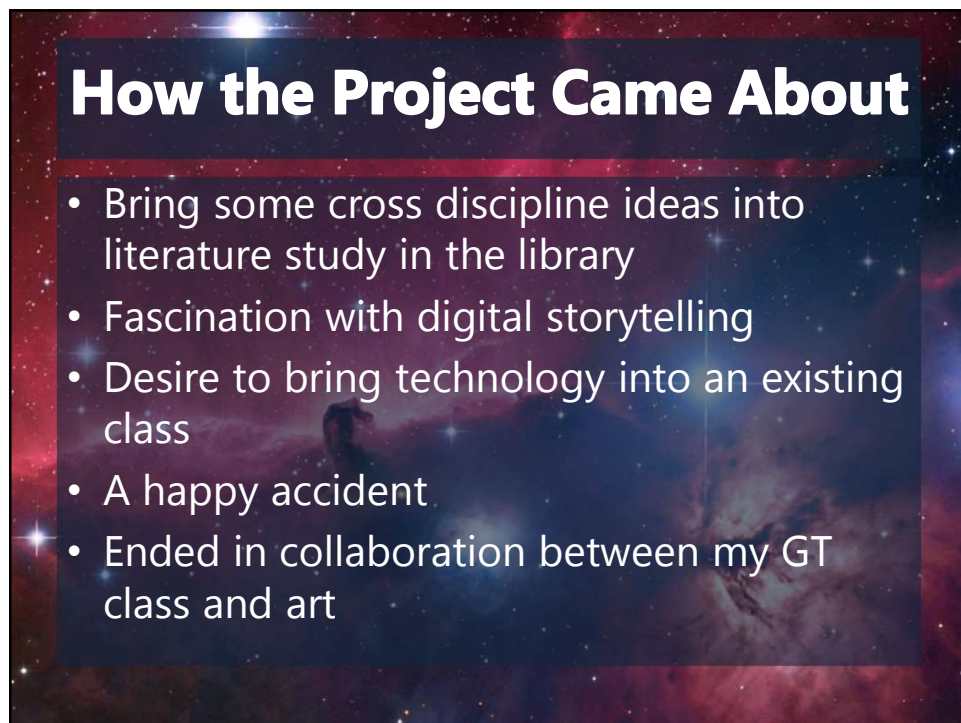 How the Project Came About
• Bring some cross discipline ideas into
literature study in the library
• Fascination with digital storytelling
• Desire to bring technology into an existing
class
• A happy accident
• Ended in collaboration between my GT
class and art